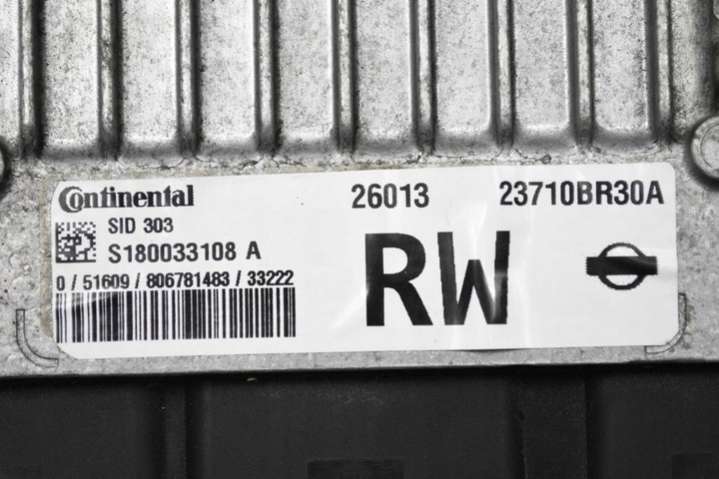 Continental 26013 23710BR30A
SID 303
S180033108 A
RW
0 / 51609 / 806781483 / 33222